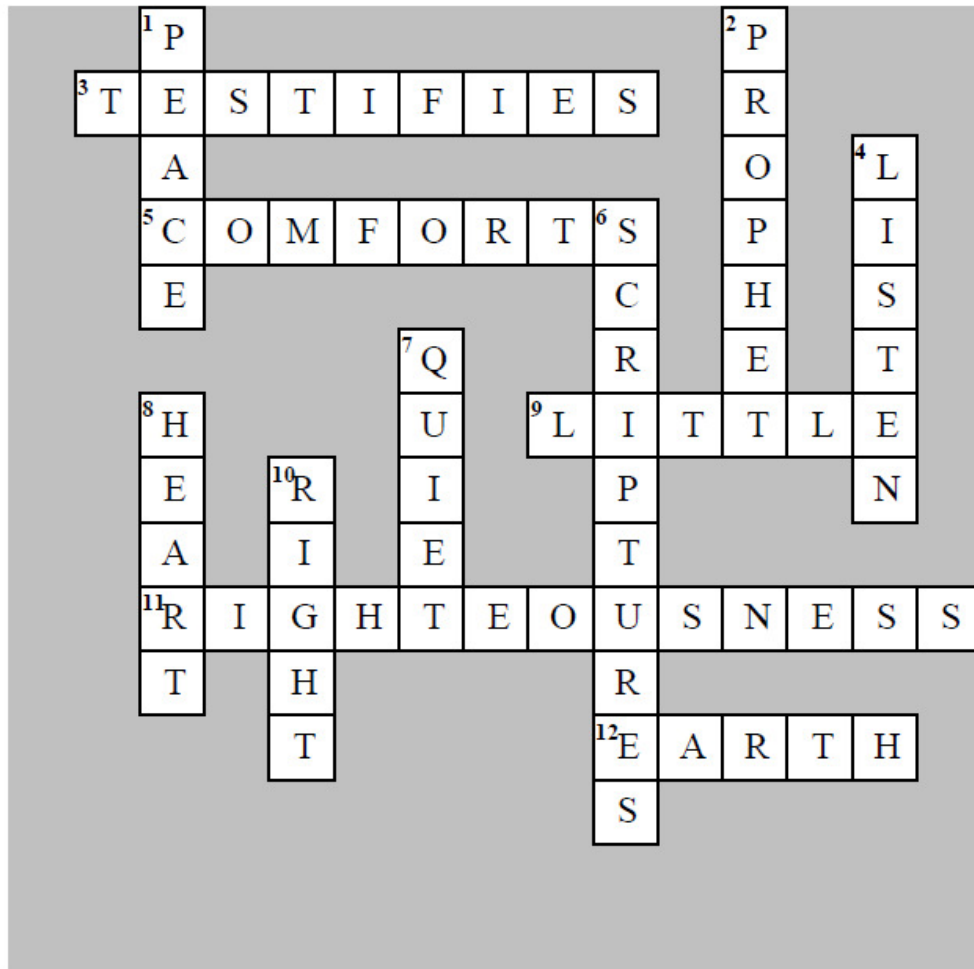 1 P 2 P
3 T E S T I F I E S R
A O 4 L
5 C O M F O R T 6 S P I
E C H S
7 Q R E T
8 H U 9 L I T T L E
E 10 R I P N
A I E T
11 R I G H T E O U S N E S S
T H R
T 12 E A R T H
S